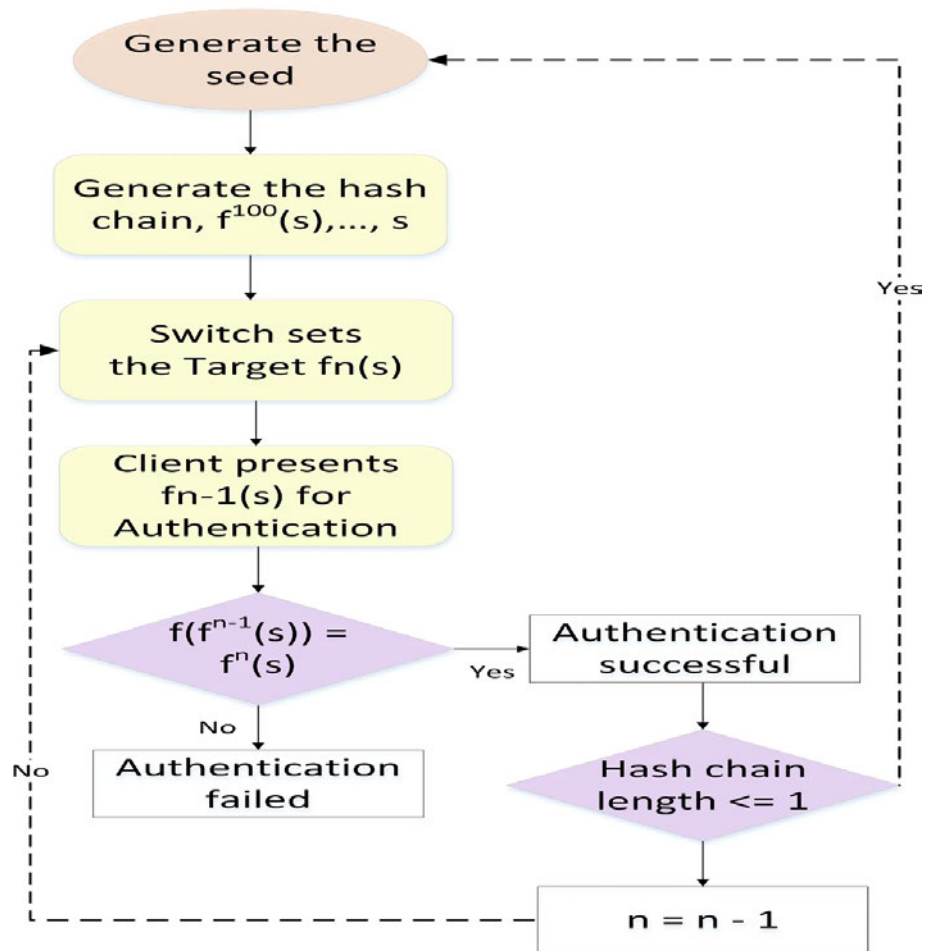 Generate the
seed
Generate the hash
chain, f¹⁰⁰(s),..., s
Switch sets
the Target fn(s)
Client presents
fn-1(s) for
Authentication
f(fⁿ⁻¹(s)) =
fⁿ(s)
Yes
Authentication
successful
No
Authentication
failed
Hash chain
length <= 1
Yes
No
n = n - 1